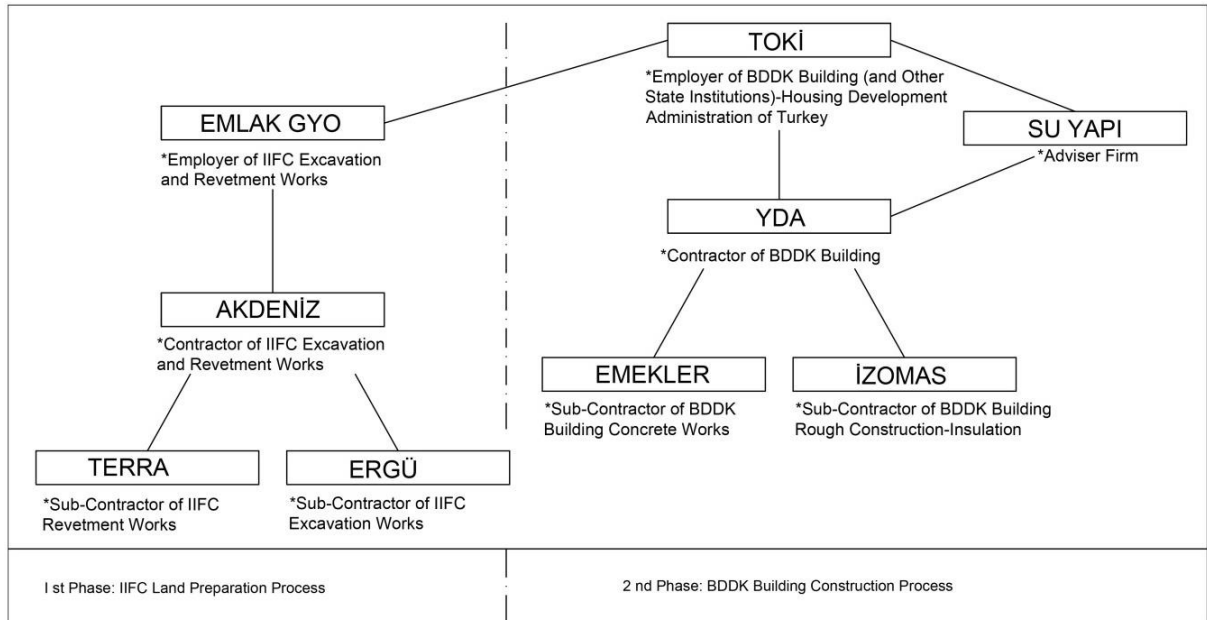 TOKİ
*Employer of BDDK Building (and Other
State Institutions)-Housing Development
Administration of Turkey
EMLAK GYO
*Employer of IIFC Excavation
and Revetment Works
SU YAPI
*Adviser Firm
YDA
*Contractor of BDDK Building
AKDENİZ
*Contractor of IIFC Excavation
and Revetment Works
EMEKLER
*Sub-Contractor of BDDK
Building Concrete Works
İZOMAS
*Sub-Contractor of BDDK Building
Rough Construction-Insulation
TERRA
*Sub-Contractor of IIFC
Revetment Works
ERGÜ
*Sub-Contractor of IIFC
Excavation Works
I st Phase: IIFC Land Preparation Process
2 nd Phase: BDDK Building Construction Process